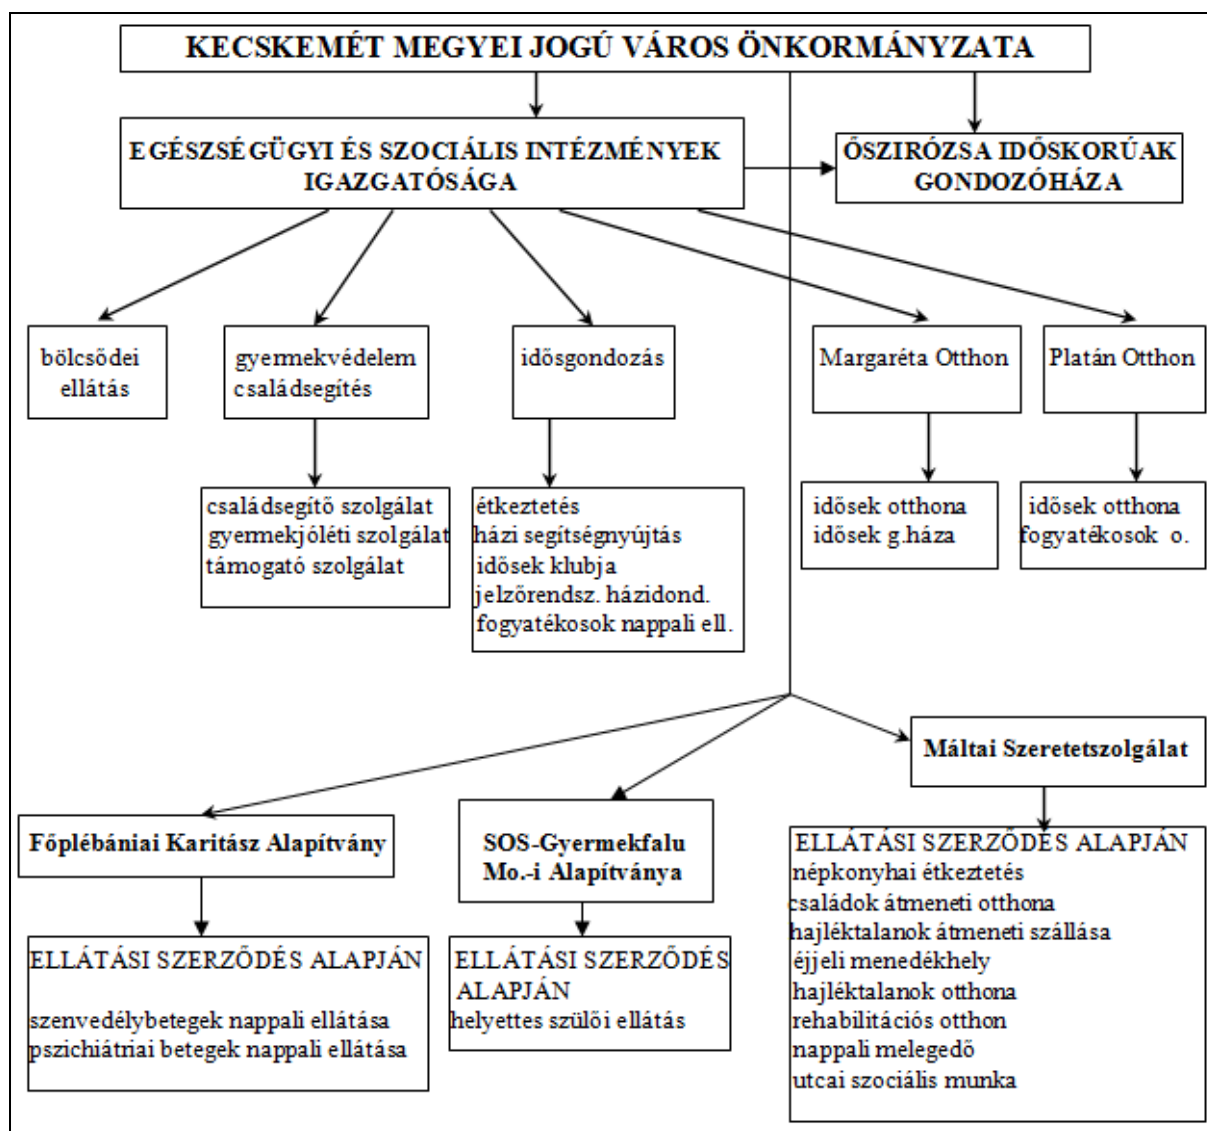 KECSKEMÉT MEGYEI JOGÚ VÁROS ÖNKORMÁNYZATA
EGÉSZSÉGÜGYI ÉS SZOCIÁLIS INTÉZMÉNYEK
IGAZGATÓSÁGA
ŐSZIRÓZSA IDŐSKORÚAK
GONDOZÓHÁZA
bölcsődei
ellátás
gyermekvédelem
családsegítés
idősgondozás
Margaréta Otthon
Platán Otthon
családsegítő szolgálat
gyermekjóléti szolgálat
támogató szolgálat
étkeztetés
házi segítségnyújtás
idősek klubja
jelzőrendsz. házidond.
fogyatékosok nappali ell.
idősek otthona
idősek g.háza
idősek otthona
fogyatékosok o.
Máltai Szeretetszolgálat
Főplébániai Karitász Alapítvány
SOS-Gyermekfalu
Mo.-i Alapítványa
ELLÁTÁSI SZERZŐDÉS ALAPJÁN
szenvedélybetegek nappali ellátása
pszichiátriai betegek nappali ellátása
ELLÁTÁSI SZERZŐDÉS
ALAPJÁN
helyettes szülői ellátás
ELLÁTÁSI SZERZŐDÉS ALAPJÁN
népkonyhai étkeztetés
családok átmeneti otthona
hajléktalanok átmeneti szállása
éjjeli menedékhely
hajléktalanok otthona
rehabilitációs otthon
nappali melegedő
utcai szociális munka